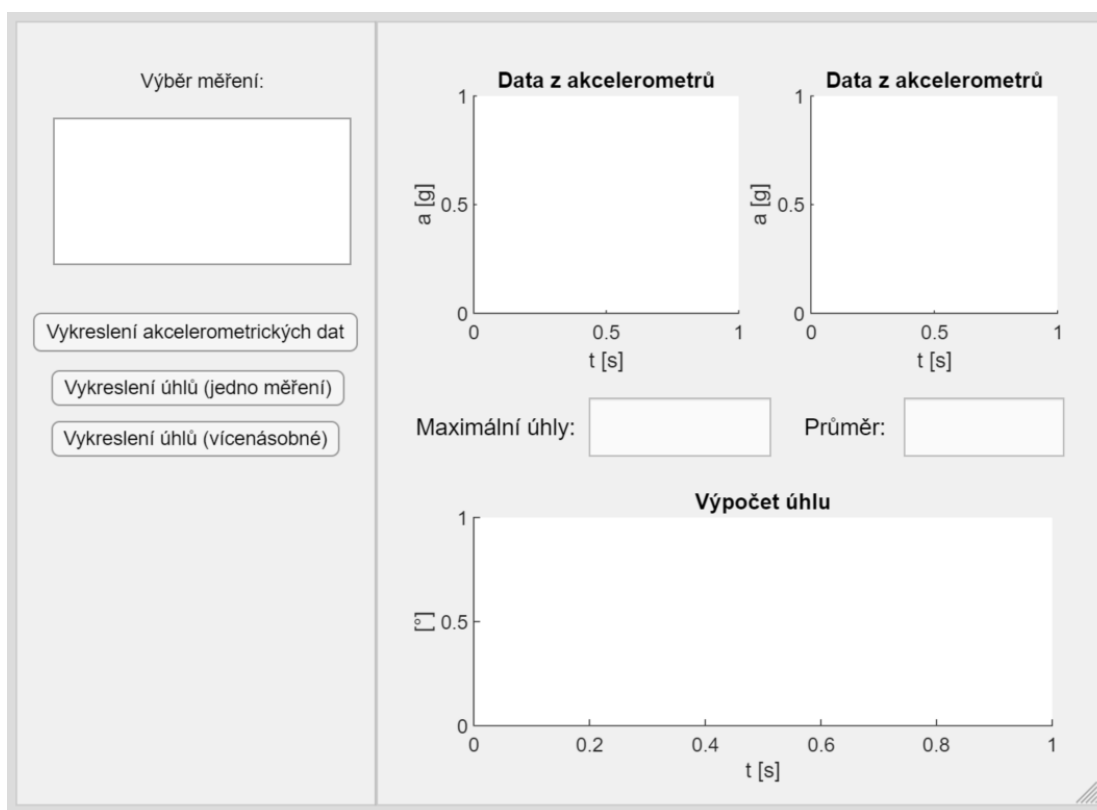 Výběr měření:
Vykreslení akcelerometrických dat
Vykreslení úhlů (jedno měření)
Vykreslení úhlů (vícenásobné)
Data z akcelerometrů
1
0.5
0
a [g]
0 0.5 1
t [s]
Data z akcelerometrů
1
0.5
0
a [g]
0 0.5 1
t [s]
Maximální úhly:
Průměr:
Výpočet úhlu
1
0.5
0
[°]
0 0.2 0.4 0.6 0.8 1
t [s]